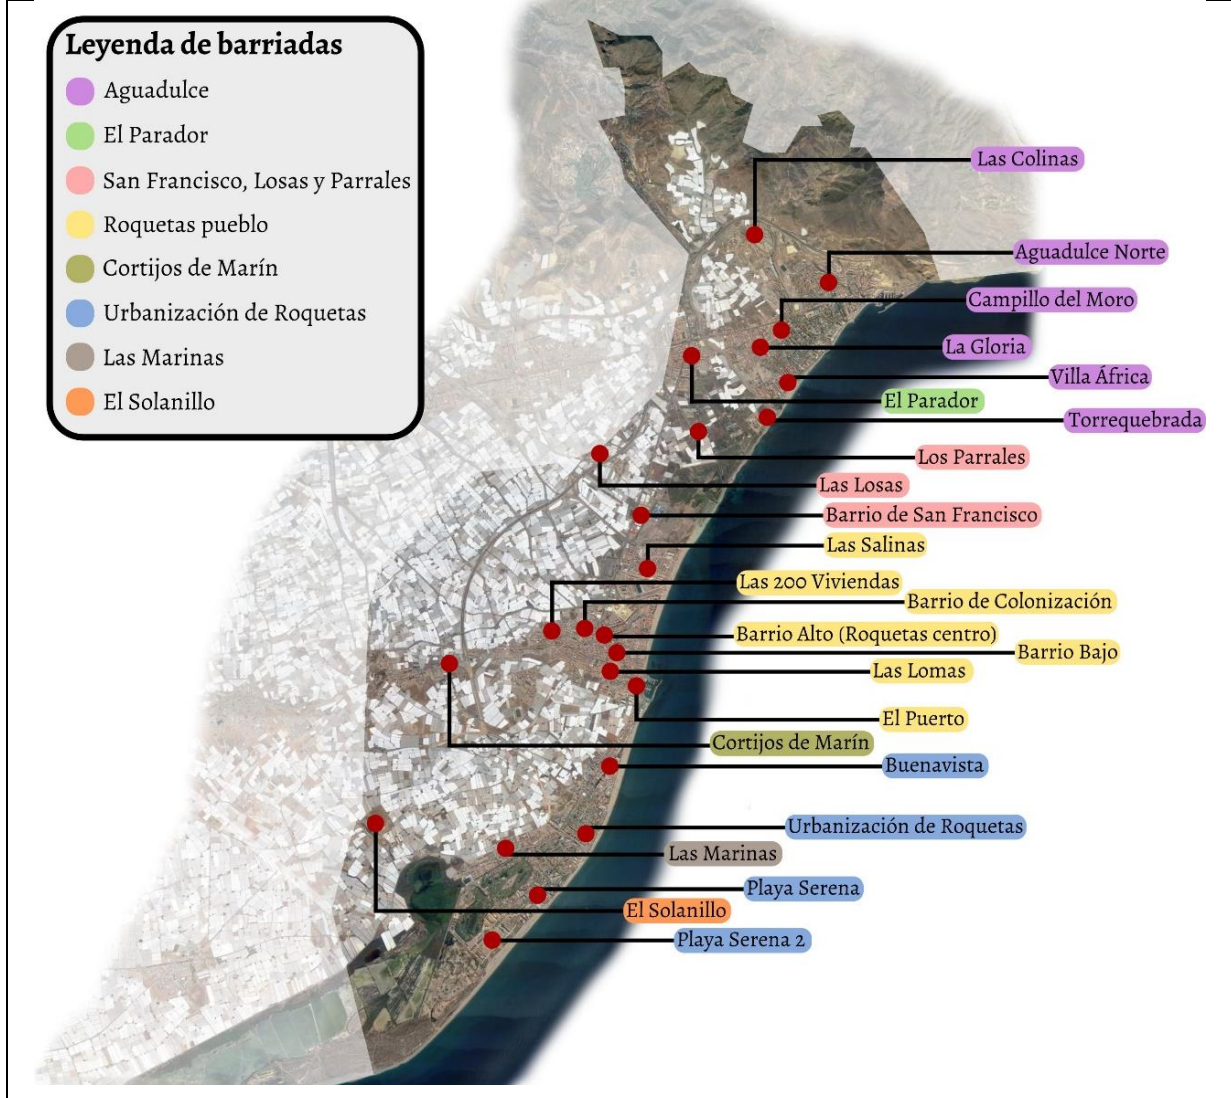 Leyenda de barriadas
Aguadulce
El Parador
San Francisco, Losas y Parrales
Roquetas pueblo
Cortijos de Marín
Urbanización de Roquetas
Las Marinas
El Solanillo
Las Colinas
Aguadulce Norte
Campillo del Moro
La Gloria
Villa África
El Parador
Torrequebrada
Los Parrales
Las Losas
Barrio de San Francisco
Las Salinas
Las 200 Viviendas
Barrio de Colonización
Barrio Alto (Roquetas centro)
Barrio Bajo
Las Lomas
El Puerto
Cortijos de Marín
Buenavista
Urbanización de Roquetas
Las Marinas
Playa Serena
El Solanillo
Playa Serena 2